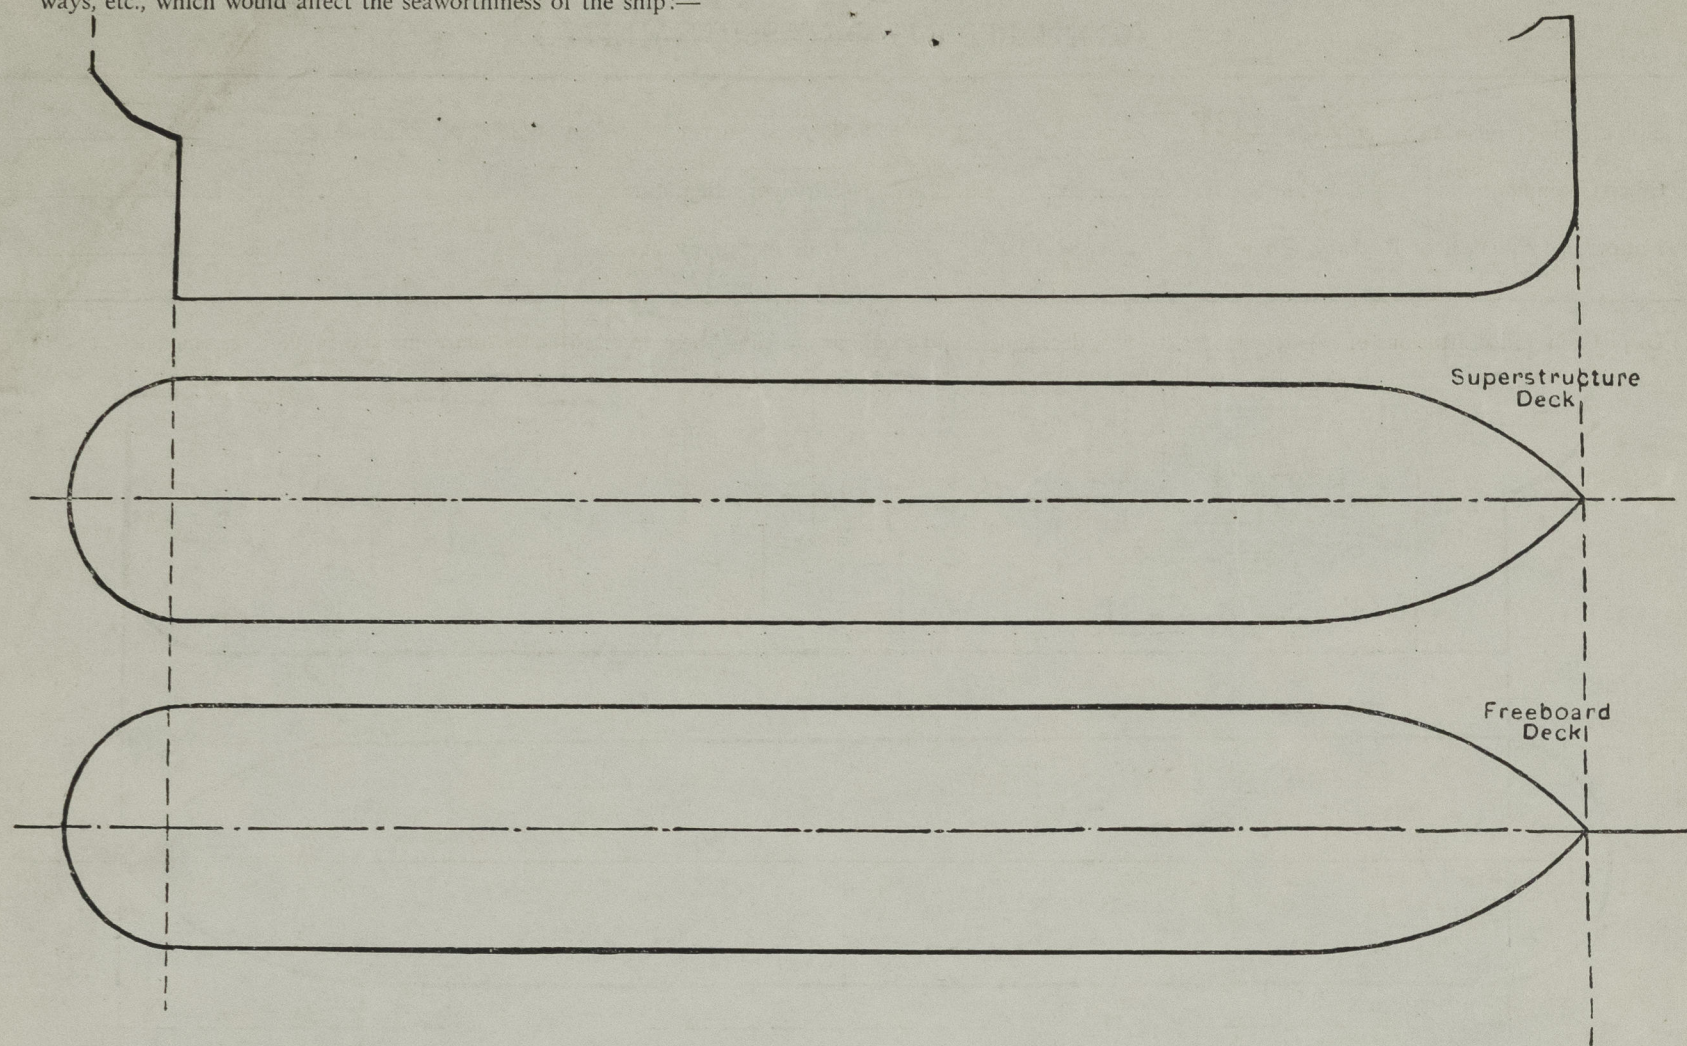 ways, etc., which would affect the seaworthiness of the ship:—
Superstructure
Deck
Freeboard
Deck